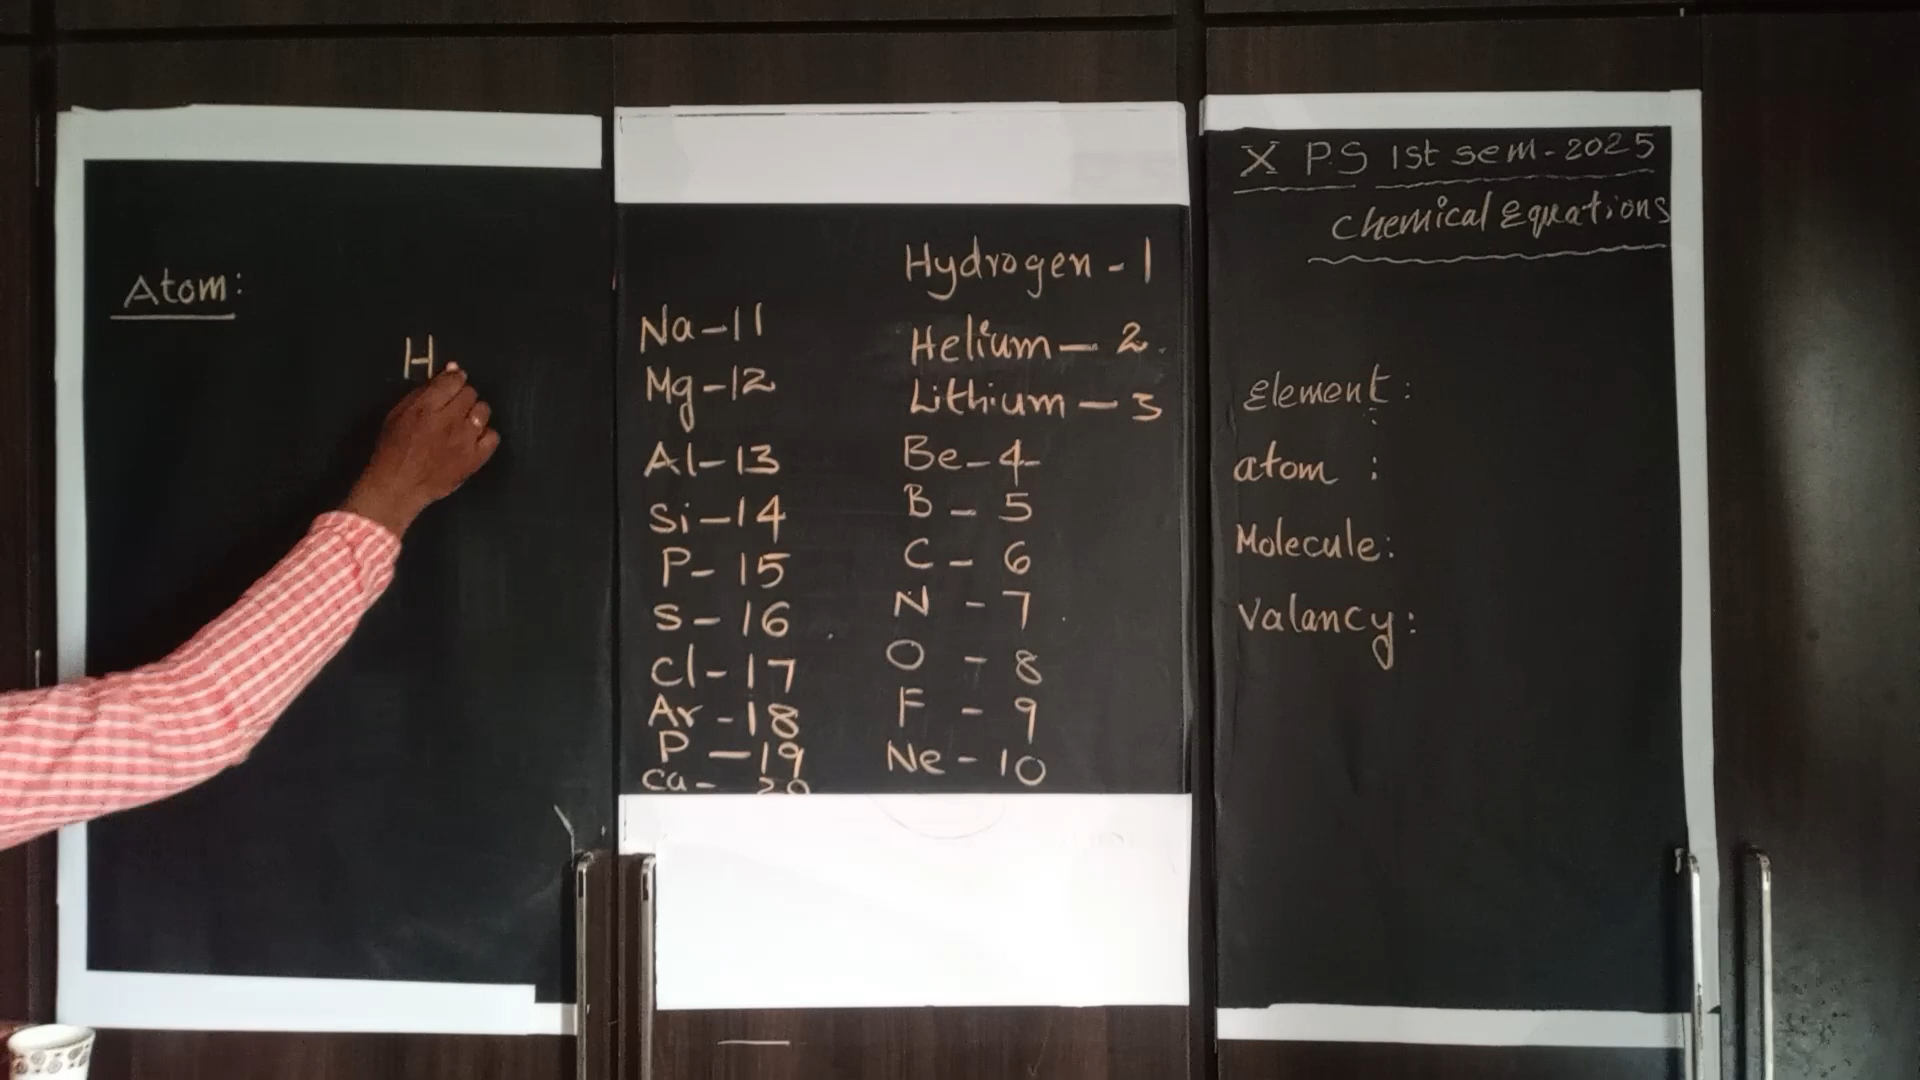 Atom:
H
Hydrogen - 1
Helium - 2
Lithium - 3
Be - 4
B - 5
C - 6
N - 7
O - 8
F - 9
Ne - 10
Na - 11
Mg - 12
Al - 13
Si - 14
P - 15
S - 16
Cl - 17
Ar - 18
P - 19
Ca - 20
X P.S 1st sem - 2025
Chemical Equations
Element :
atom :
Molecule:
Valancy: